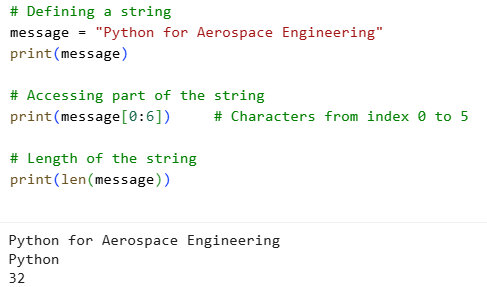 # Defining a string
message = "Python for Aerospace Engineering"
print(message)
# Accessing part of the string
print(message[0:6])     # Characters from index 0 to 5
# Length of the string
print(len(message))
Python for Aerospace Engineering
Python
32